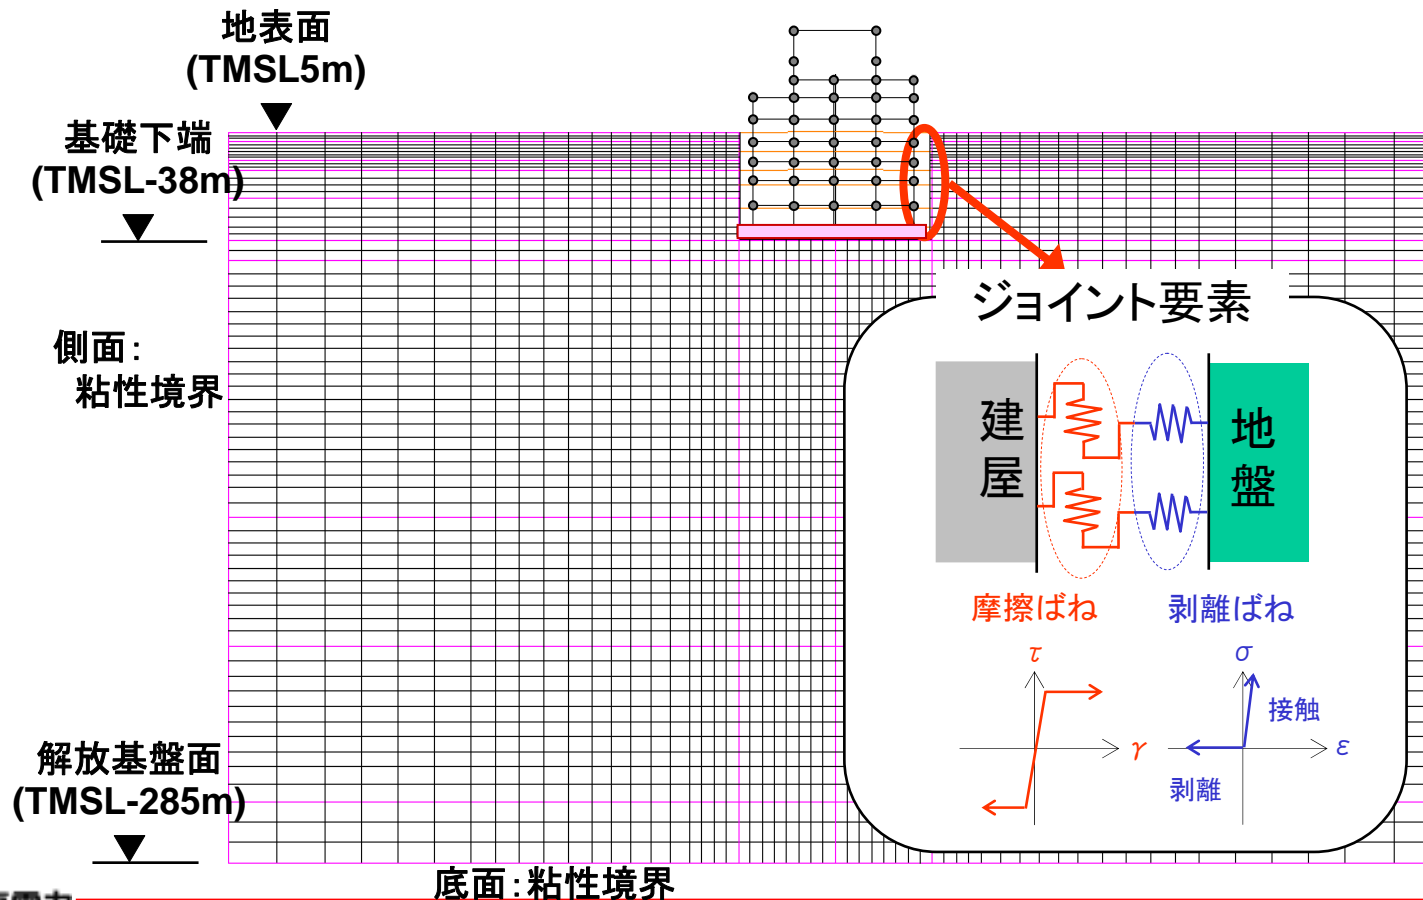 地表面
(TMSL5m)
基礎下端
(TMSL-38m)
側面：
粘性境界
解放基盤面
(TMSL-285m)
底面：粘性境界
ジョイント要素
建屋
地盤
摩擦ばね
剥離ばね
τ
γ
σ
接触
ε
剥離